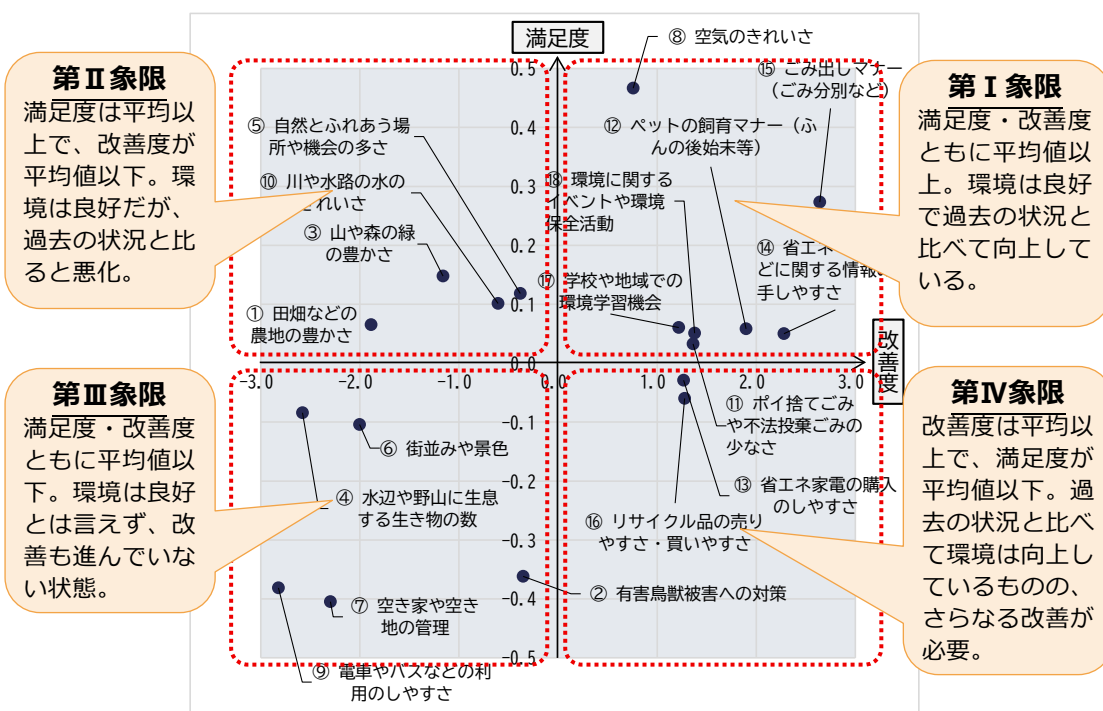 満足度
⑧ 空気のきれいさ
第Ⅱ象限
満足度は平均以
上で、改善度が
平均値以下。環
境は良好だが、
過去の状況と比
ると悪化。
第Ⅰ象限
満足度・改善度
ともに平均値以
上。環境は良好
で過去の状況と
比べて向上して
いる。
⑮ ごみ出しマナー
(ごみ分別など)
⑤ 自然とふれあう場
所や機会の多さ
⑫ ペットの飼育マナー(ふ
んの後始末等)
⑩ 川や水路の水の
きれいさ
⑱ 環境に関する
イベントや環境
保全活動
③ 山や森の緑
の豊かさ
⑭ 省エネ
どに関する情報
手しやすさ
⑰ 学校や地域での
環境学習機会
① 田畑などの
農地の豊かさ
改善度
0.5
0.4
0.3
0.2
0.1
0.0
-3.0
-2.0
-1.0
0.0
1.0
2.0
3.0
-0.1
-0.2
-0.3
-0.4
-0.5
第Ⅲ象限
満足度・改善度
ともに平均値以
下。環境は良好
とは言えず、改
善も進んでいな
い状態。
第Ⅳ象限
改善度は平均以
上で、満足度が
平均値以下。過
去の状況と比べ
て環境は向上し
ているものの、
さらなる改善が
必要。
⑪ ポイ捨てごみ
や不法投棄ごみの
少なさ
⑥ 街並みや景色
⑬ 省エネ家電の購入
のしやすさ
④ 水辺や野山に生息
する生き物の数
⑯ リサイクル品の売り
やすさ・買いやすさ
② 有害鳥獣被害への対策
⑦ 空き家や空き
地の管理
⑨ 電車やバスなどの利
用のしやすさ